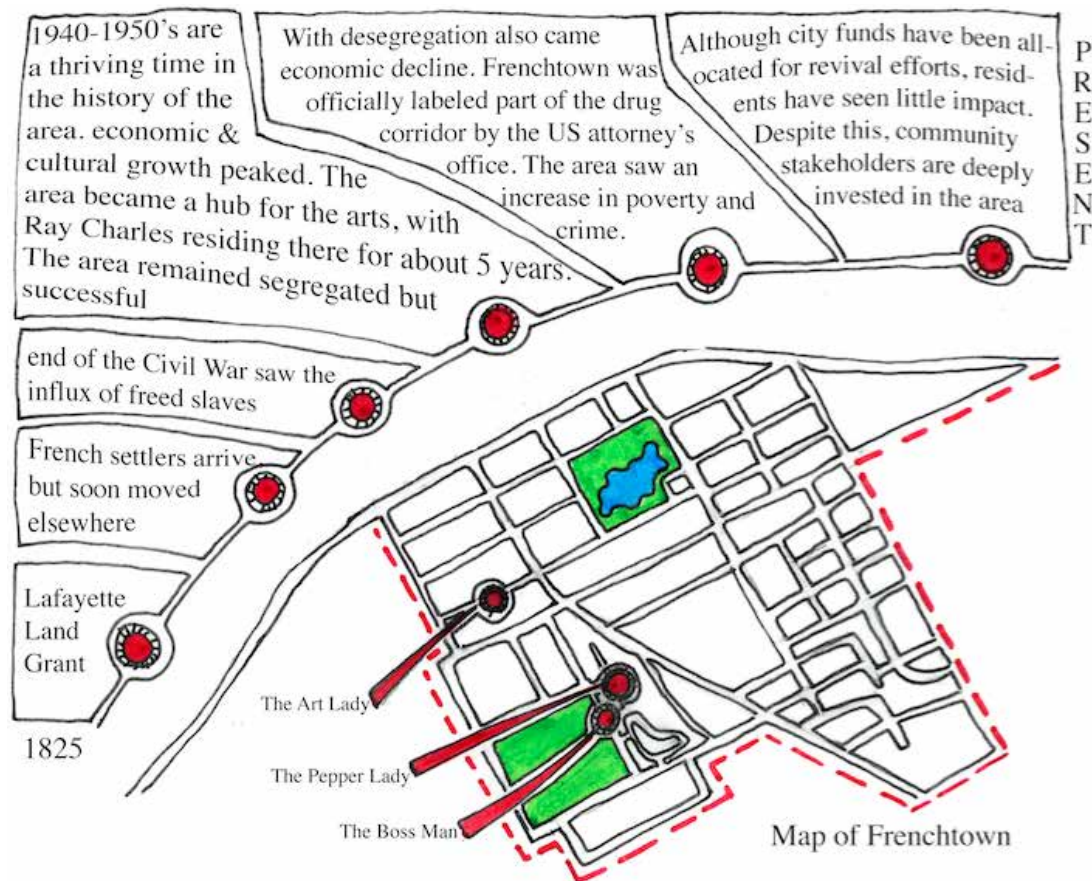 1940-1950's are
a thriving time in
the history of the
area. economic &
cultural growth peaked. The
area became a hub for the arts, with
Ray Charles residing there for about 5 years.
The area remained segregated but
successful
With desegregation also came
economic decline. Frenchtown was
officially labeled part of the drug
corridor by the US attorney's
office. The area saw an
increase in poverty and
crime.
Although city funds have been all-
ocated for revival efforts, resid-
ents have seen little impact.
Despite this, community
stakeholders are deeply
invested in the area
PRESENT
end of the Civil War saw the
influx of freed slaves
French settlers arrive
but soon moved
elsewhere
Lafayette
Land
Grant
1825
The Art Lady
The Pepper Lady
The Boss Man
Map of Frenchtown